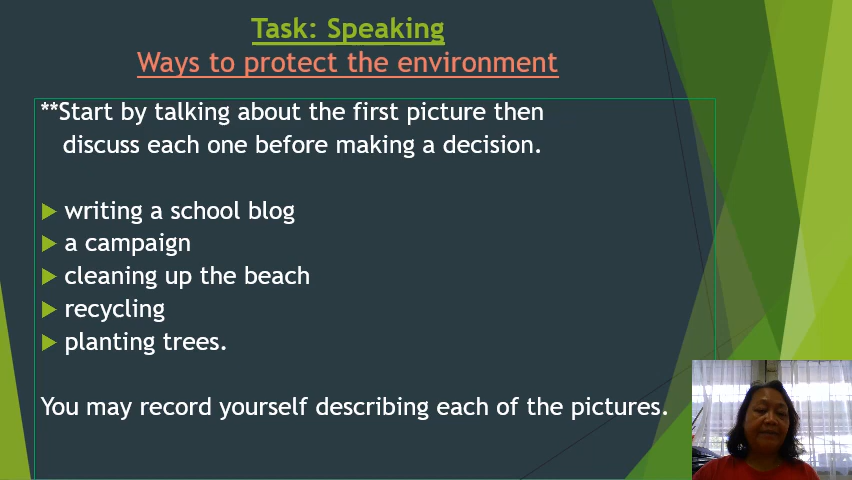 Task: Speaking
Ways to protect the environment
**Start by talking about the first picture then
discuss each one before making a decision.
writing a school blog
a campaign
cleaning up the beach
recycling
planting trees.
You may record yourself describing each of the pictures.